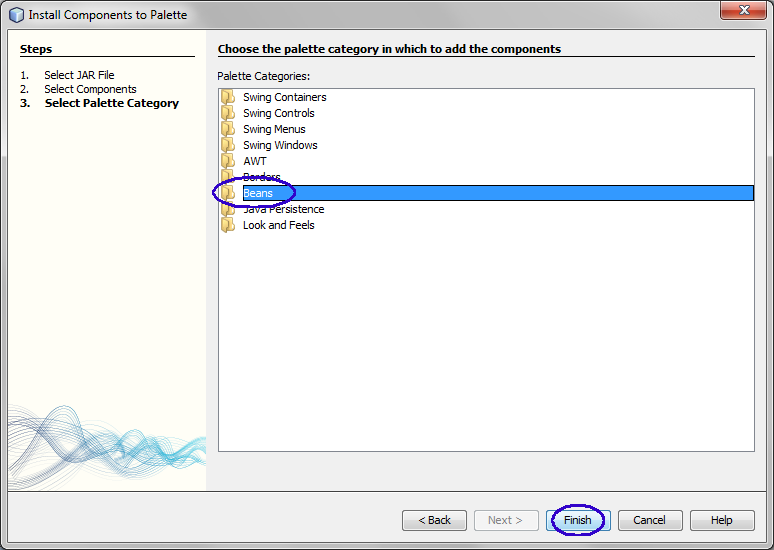 Install Components to Palette
Steps
1. Select JAR File
2. Select Components
3. Select Palette Category
Choose the palette category in which to add the components
Palette Categories:
Swing Containers
Swing Controls
Swing Menus
Swing Windows
AWT
Borders
Beans
Java Persistence
Look and Feels
< Back
Next >
Finish
Cancel
Help